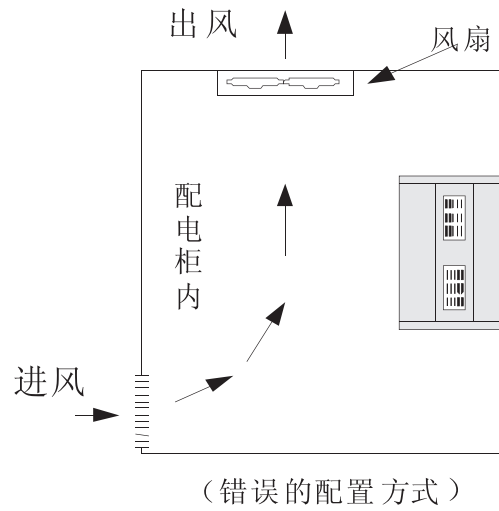 出风
风扇
配电柜内
进风
（错误的配置方式）